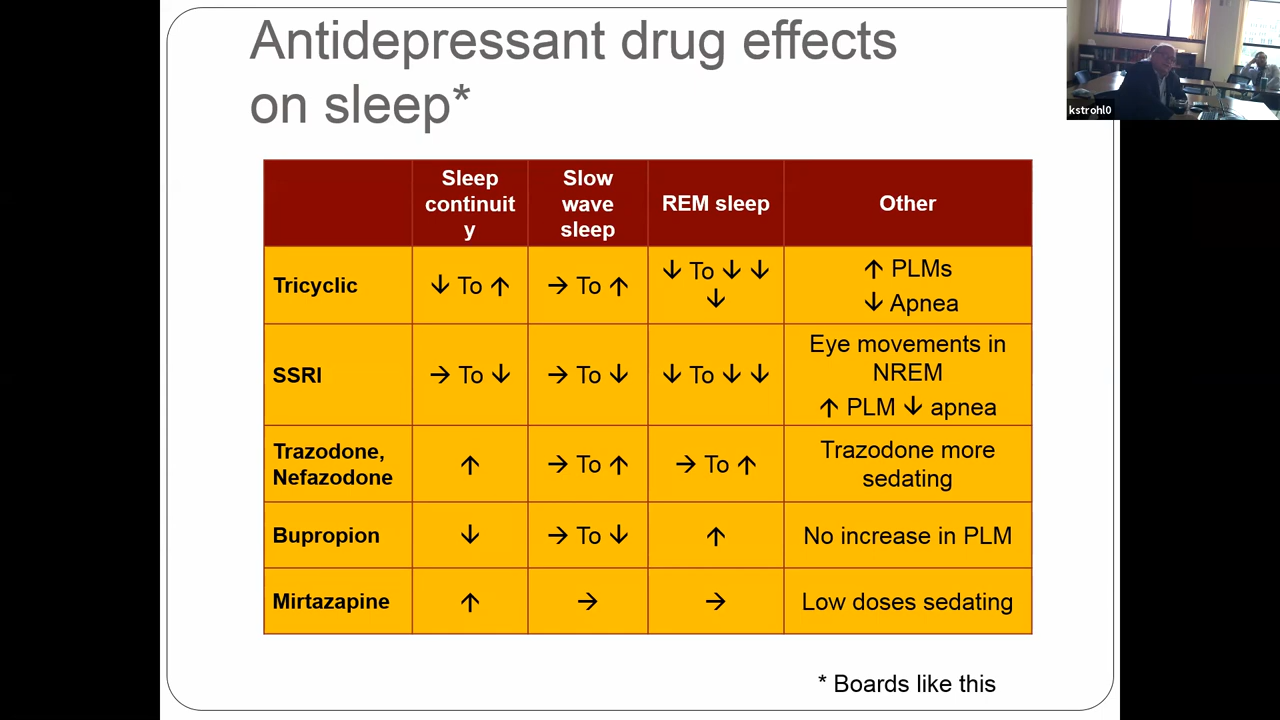 Antidepressant drug effects
on sleep*
kstrohl0
Sleep
continuit
y
Slow
wave
sleep
REM sleep
Other
Tricyclic
↓ To ↑
→ To ↑
↓ To ↓ ↓
↓
↑ PLMs
↓ Apnea
SSRI
→ To ↓
→ To ↓
↓ To ↓ ↓
Eye movements in
NREM
↑ PLM ↓ apnea
Trazodone,
Nefazodone
↑
→ To ↑
→ To ↑
Trazodone more
sedating
Bupropion
↓
→ To ↓
↑
No increase in PLM
Mirtazapine
↑
→
→
Low doses sedating
* Boards like this